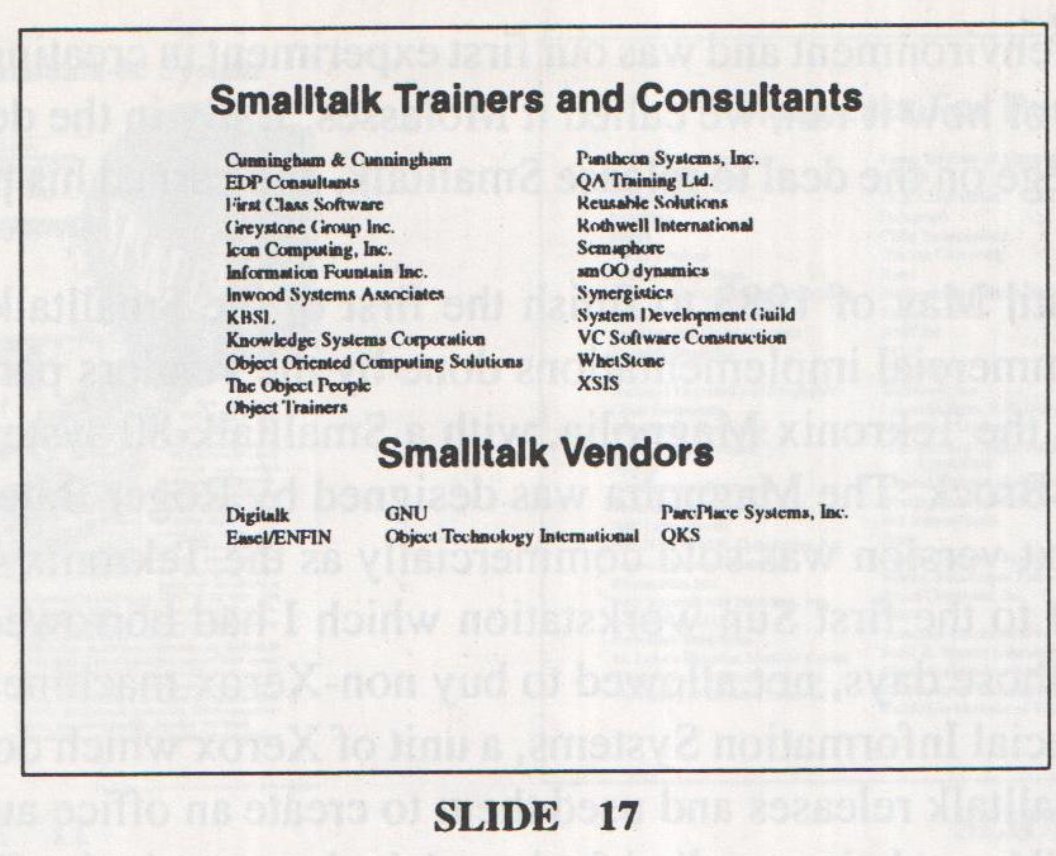 Smalltalk Trainers and Consultants
Cunningham & Cunningham
EDP Consultants
First Class Software
Greystone Group Inc.
Icon Computing, Inc.
Information Fountain Inc.
Inwood Systems Associates
KBSI.
Knowledge Systems Corporation
Object Oriented Computing Solutions
The Object People
Object Trainers
Pantheon Systems, Inc.
QA Training Ltd.
Reusable Solutions
Rothwell International
Semaphore
smOO dynamics
Synergistics
System Development Guild
VC Software Construction
WhetStone
XSIS
Smalltalk Vendors
Digitalk GNU ParcPlace Systems, Inc.
Easel/ENFIN Object Technology International QKS
SLIDE 17